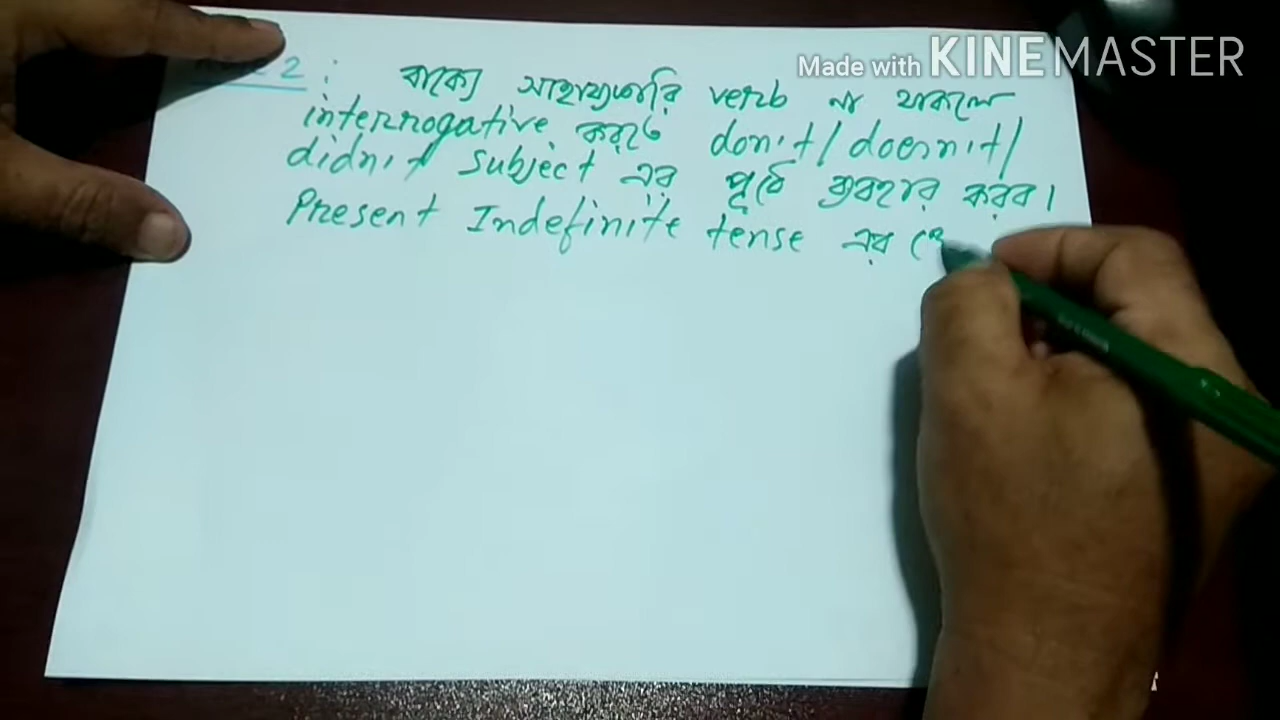 Made with KINEMASTER
2 : বাক্যে সাহায্যকারি verb না থাকলে
interrogative করতে don't/doesn't/
didn't subject এর পূর্বে ব্যবহার করব।
Present Indefinite tense এর